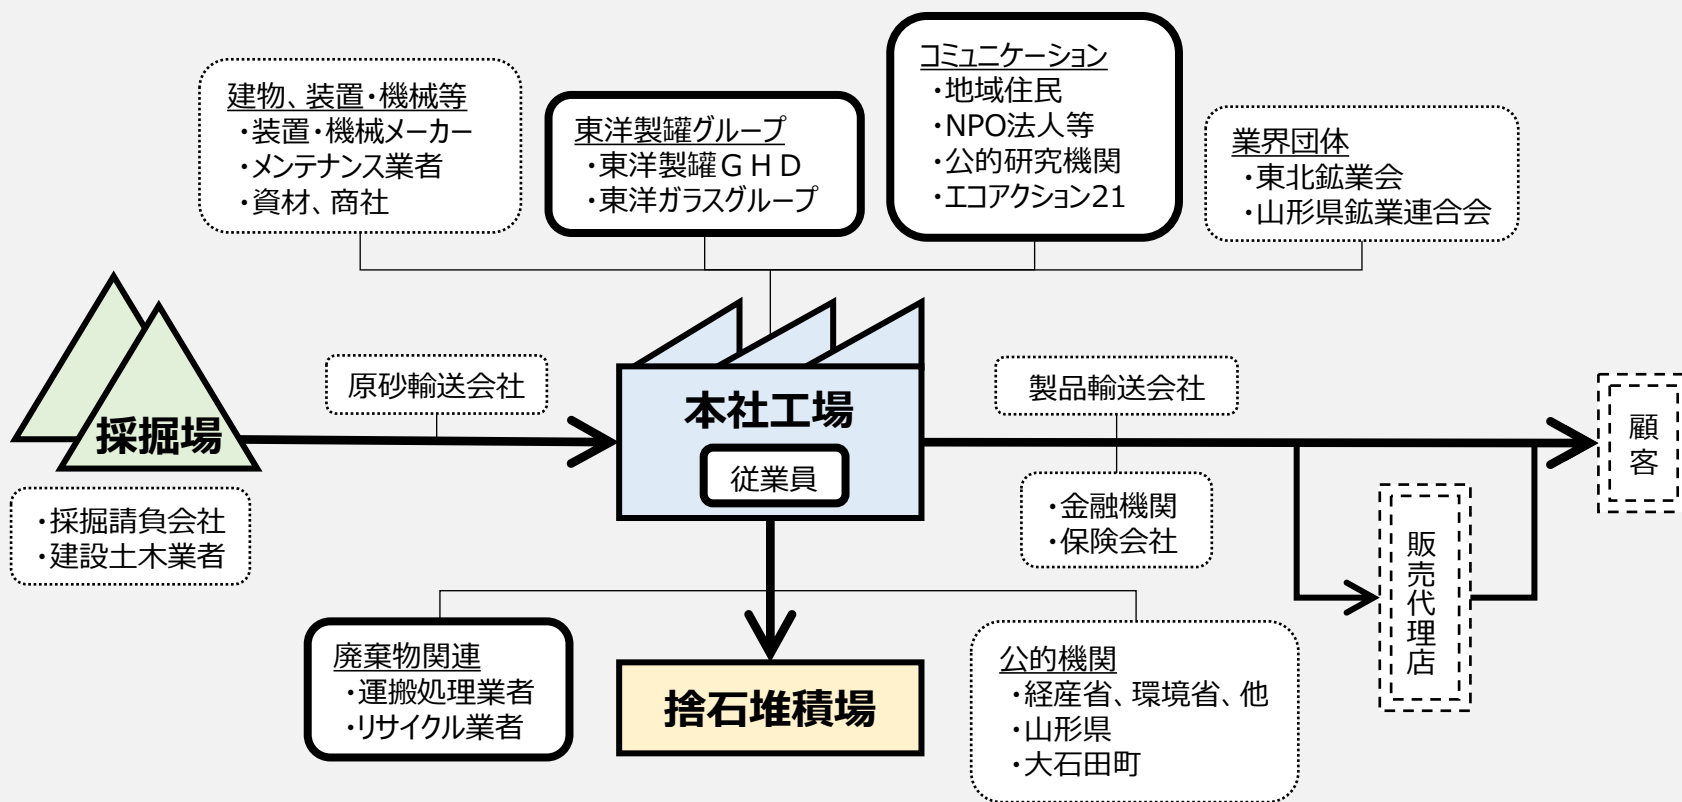 建物、装置・機械等
・装置・機械メーカー
・メンテナンス業者
・資材、商社
東洋製罐グループ
・東洋製罐ＧＨＤ
・東洋ガラスグループ
コミュニケーション
・地域住民
・NPO法人等
・公的研究機関
・エコアクション21
業界団体
・東北鉱業会
・山形県鉱業連合会
採掘場
・採掘請負会社
・建設土木業者
原砂輸送会社
本社工場
従業員
製品輸送会社
・金融機関
・保険会社
顧客
販売代理店
廃棄物関連
・運搬処理業者
・リサイクル業者
捨石堆積場
公的機関
・経産省、環境省、他
・山形県
・大石田町